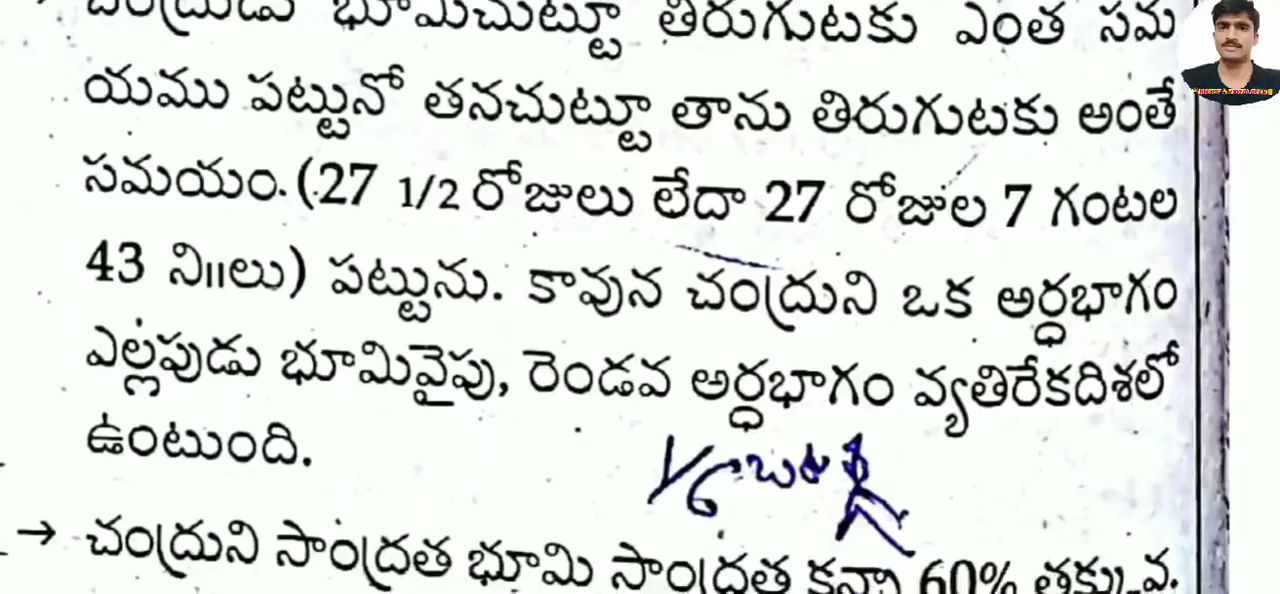 చంద్రుడు భూమిచుట్టూ తిరుగుటకు ఎంత సమ
యము పట్టునో తనచుట్టూ తాను తిరుగుటకు అంతే
సమయం. (27 1/2 రోజులు లేదా 27 రోజుల 7 గంటల
43 ని॥లు) పట్టును. కావున చంద్రుని ఒక అర్ధభాగం
ఎల్లపుడు భూమివైపు, రెండవ అర్ధభాగం వ్యతిరేకదిశలో
ఉంటుంది.
→ చంద్రుని సాంద్రత భూమి సాంద్రత కన్నా 60% తక్కువ.